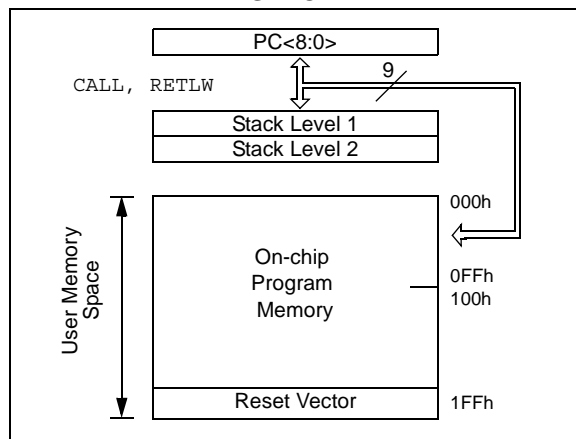 PC<8:0>
9
CALL, RETLW
Stack Level 1
Stack Level 2
000h
User Memory
Space
On-chip
Program
Memory
0FFh
100h
Reset Vector
1FFh